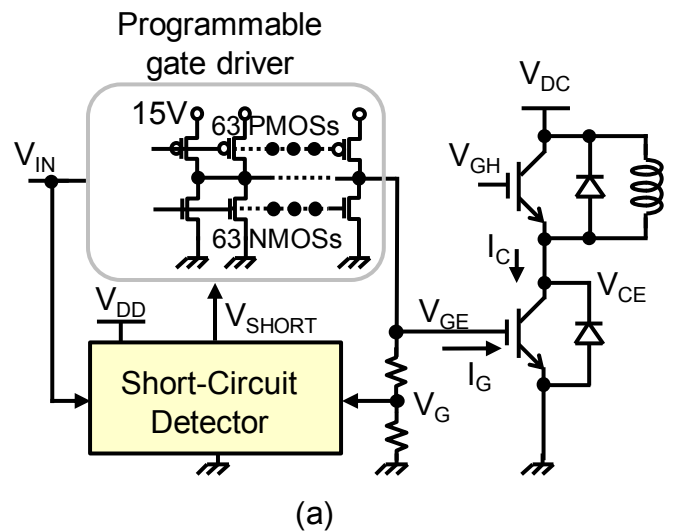 Programmable
gate driver
15V
63 PMOSs
63 NMOSs
V_IN
V_DD
V_SHORT
Short-Circuit
Detector
V_GE
I_G
V_G
V_DC
V_GH
I_C
V_CE
(a)